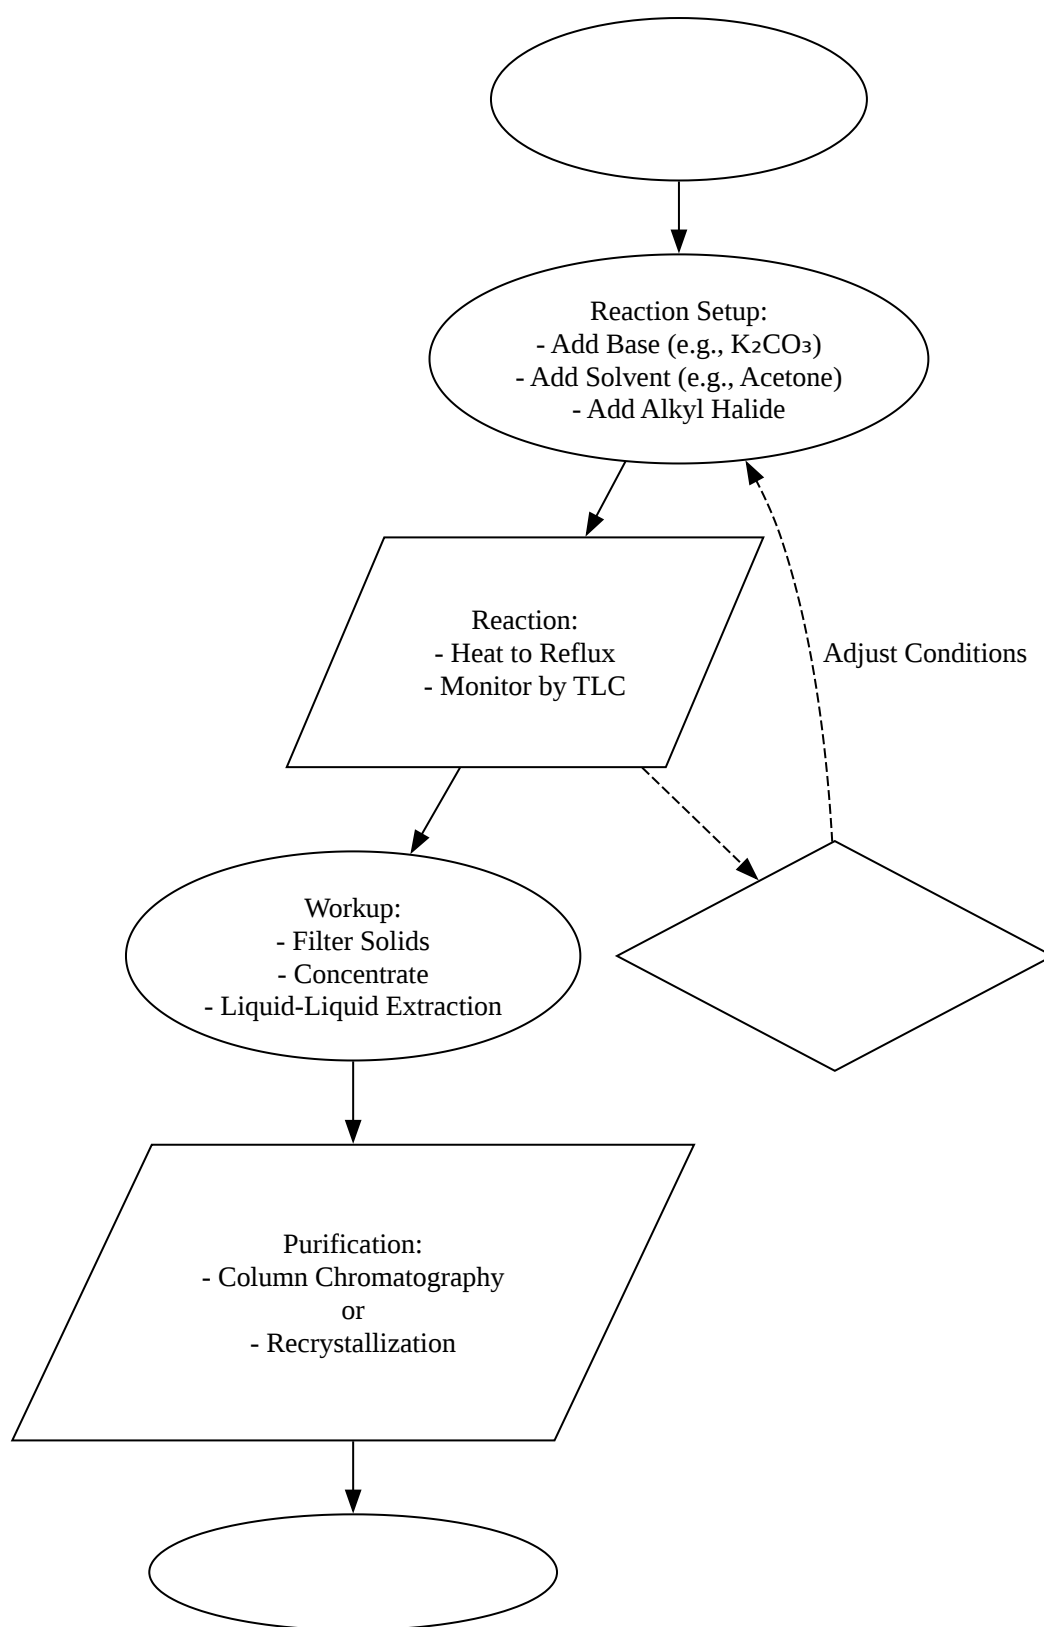 Reaction Setup:
- Add Base (e.g., K₂CO₃)
- Add Solvent (e.g., Acetone)
- Add Alkyl Halide
Reaction:
- Heat to Reflux
- Monitor by TLC
Adjust Conditions
Workup:
- Filter Solids
- Concentrate
- Liquid-Liquid Extraction
Purification:
- Column Chromatography
or
- Recrystallization